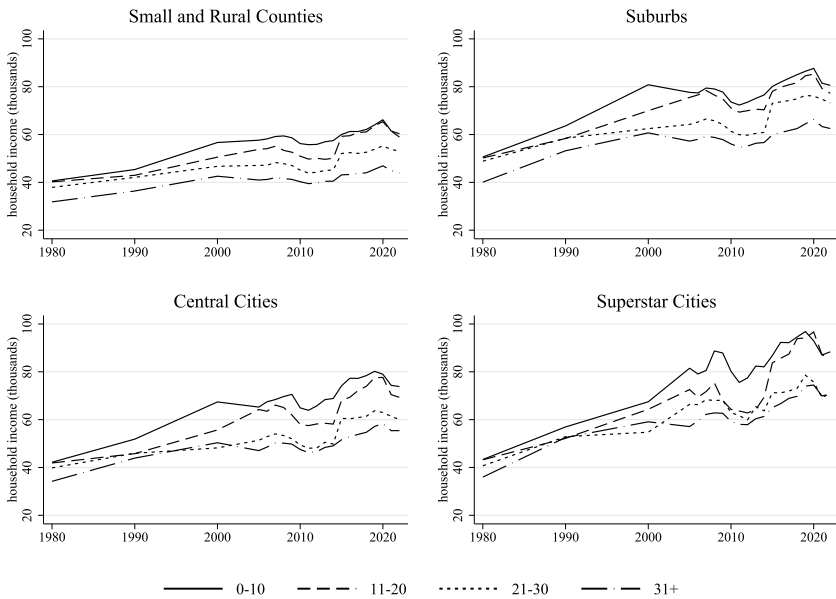 Small and Rural Counties
household income (thousands)
100
80
60
40
20
1980 1990 2000 2010 2020
Suburbs
household income (thousands)
100
80
60
40
20
1980 1990 2000 2010 2020
Central Cities
household income (thousands)
100
80
60
40
20
1980 1990 2000 2010 2020
Superstar Cities
household income (thousands)
100
80
60
40
20
1980 1990 2000 2010 2020
0-10 11-20 21-30 31+